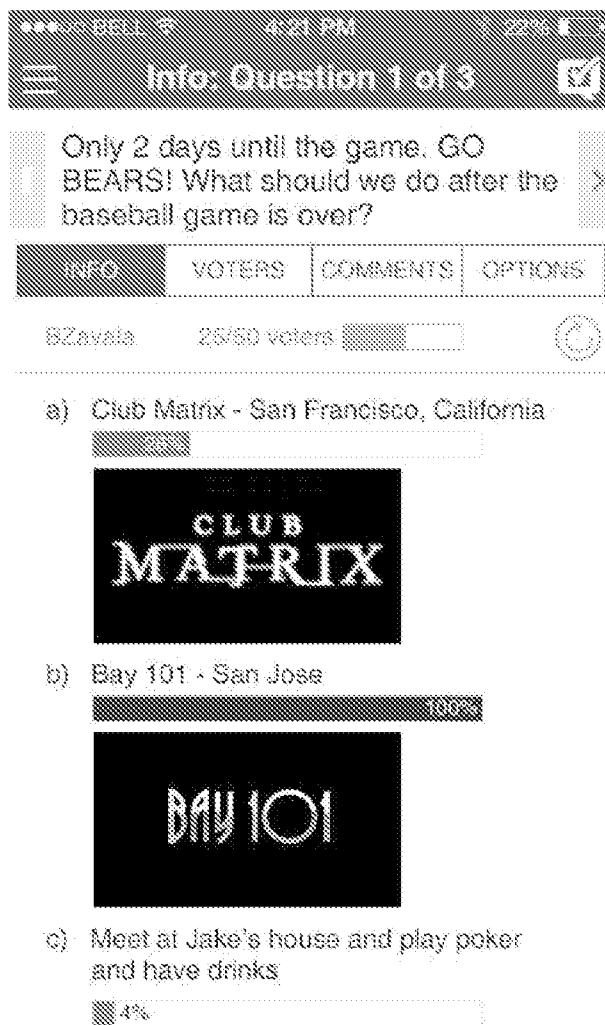 BELL 4:21 PM 22%
Info: Question 1 of 3
Only 2 days until the game. GO
BEARS! What should we do after the
baseball game is over?
INFO VOTERS COMMENTS OPTIONS
BZavala 25/50 voters
a) Club Matrix - San Francisco, California
CLUB
MATRIX
b) Bay 101 - San Jose
100%
BAY 101
c) Meet at Jake's house and play poker
and have drinks
4%